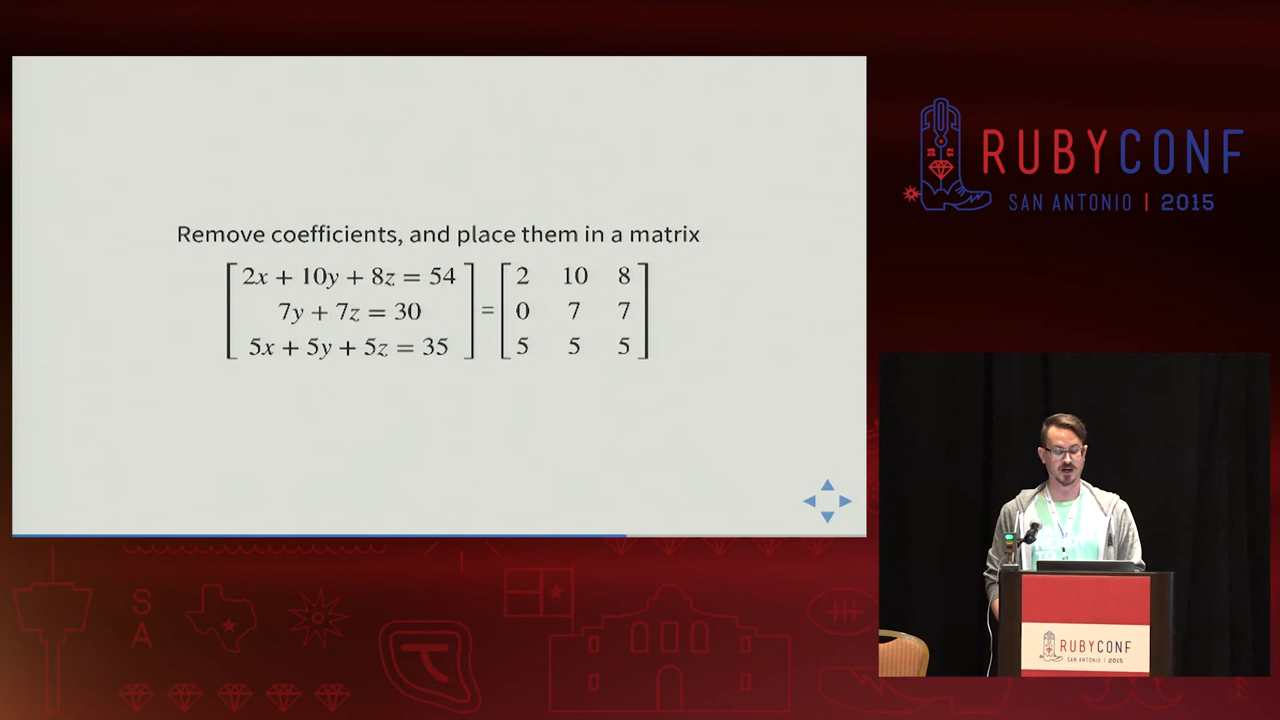 Remove coefficients, and place them in a matrix
2x + 10y + 8z = 54
7y + 7z = 30
5x + 5y + 5z = 35
=
2 10 8
0 7 7
5 5 5
RUBYCONF
SAN ANTONIO | 2015
S
A
RUBYCONF
SAN ANTONIO | 2015